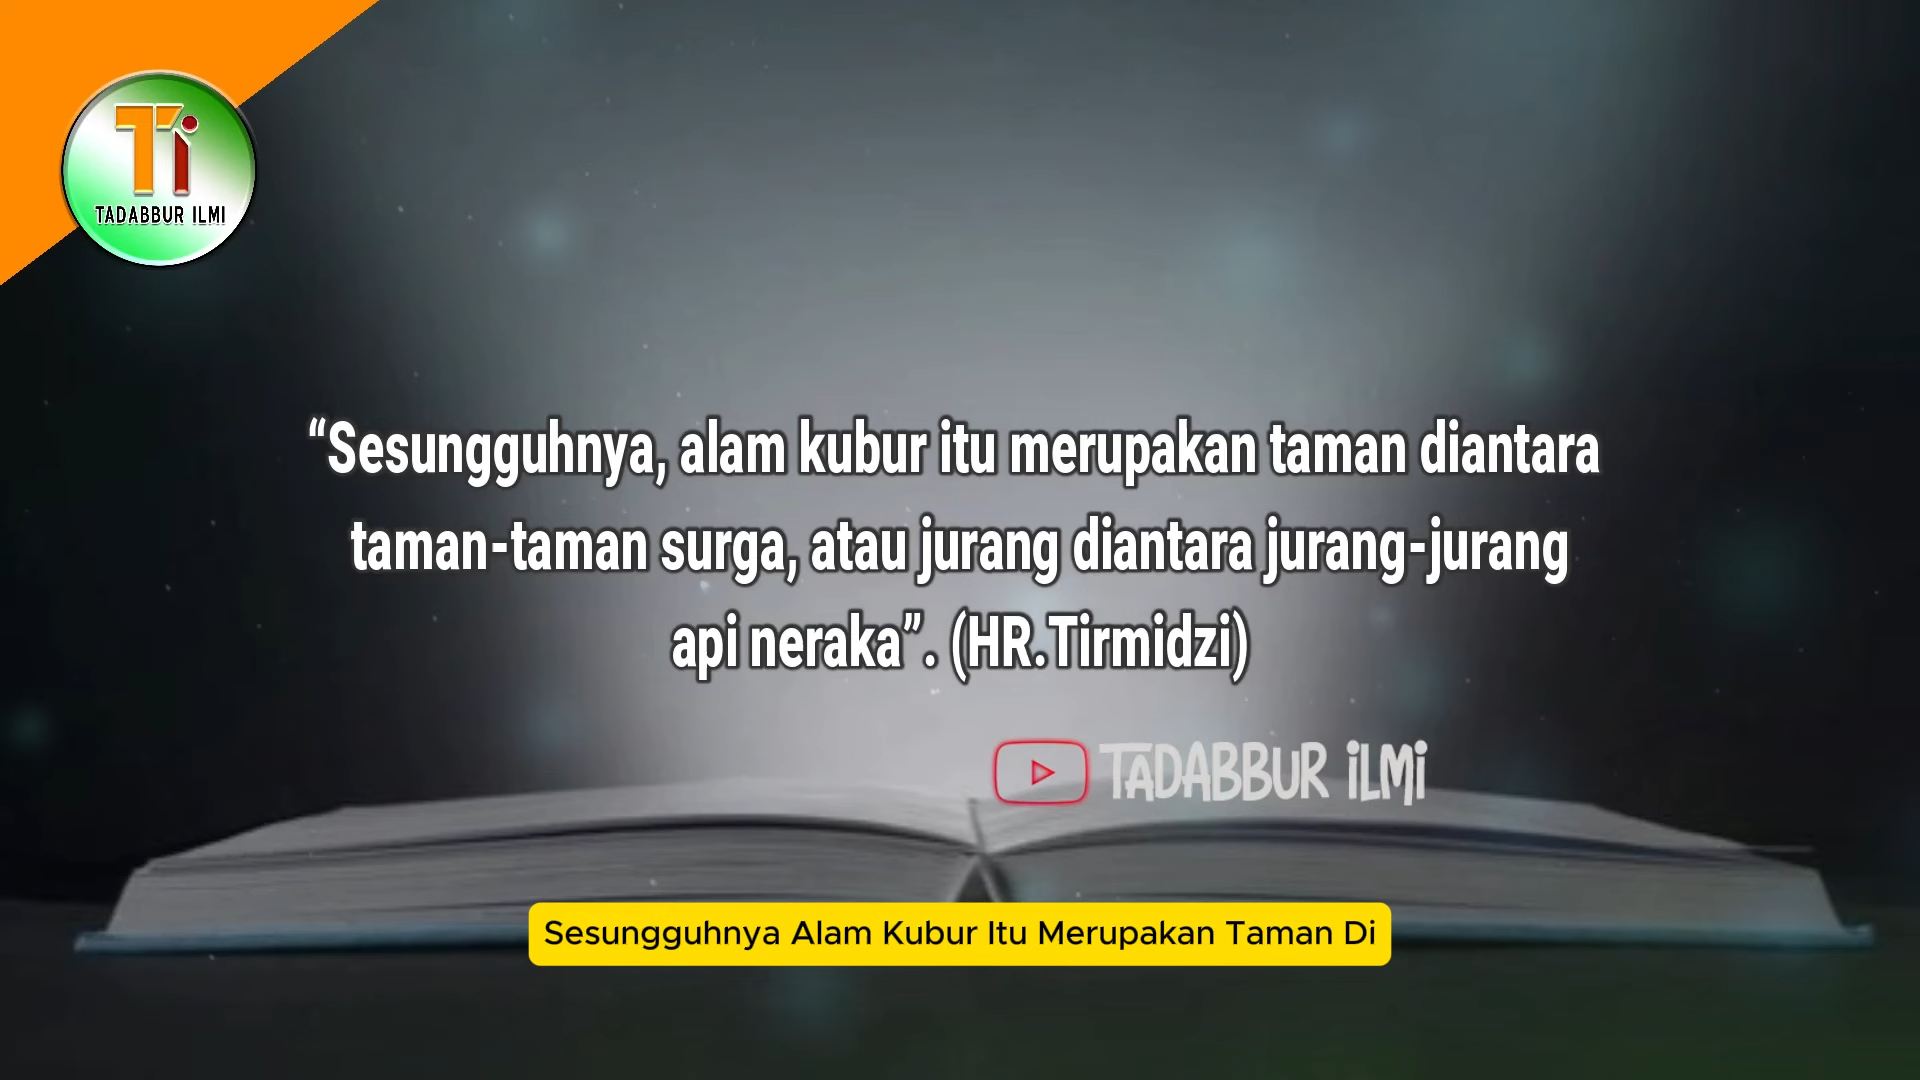 Ti
TADABBUR ILMI
“Sesungguhnya, alam kubur itu merupakan taman diantara
taman-taman surga, atau jurang diantara jurang-jurang
api neraka”. (HR.Tirmidzi)
TADABBUR iLMi
Sesungguhnya Alam Kubur Itu Merupakan Taman Di